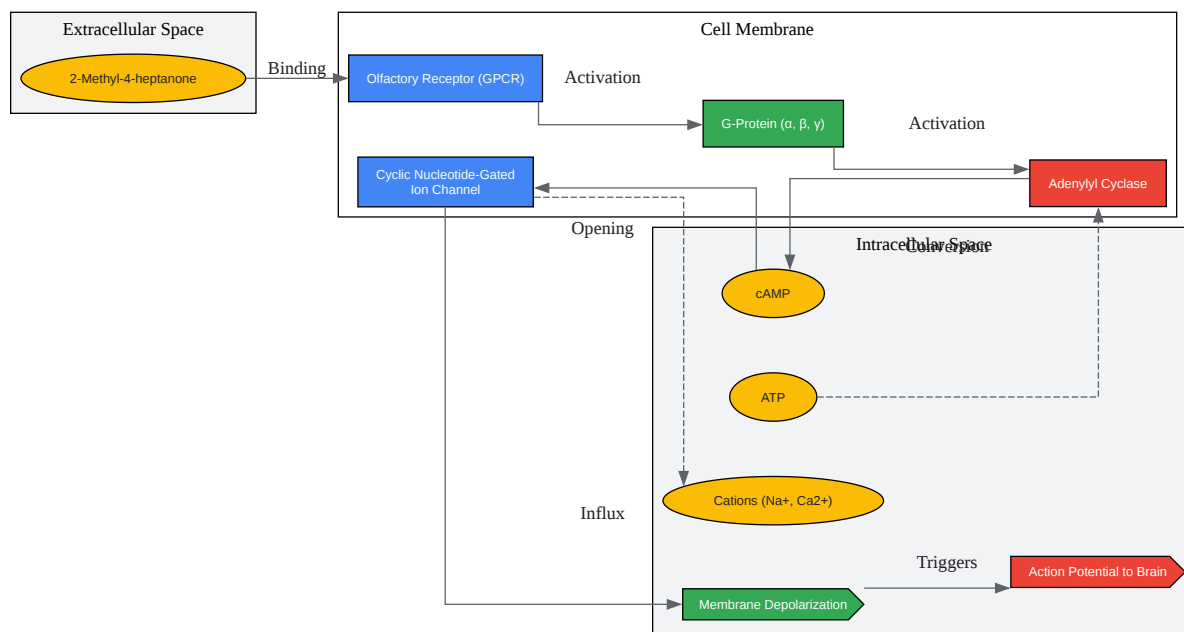 Extracellular Space
Cell Membrane
2-Methyl-4-heptanone
Binding
Olfactory Receptor (GPCR)
Activation
G-Protein (α, β, γ)
Activation
Cyclic Nucleotide-Gated
Ion Channel
Adenylyl Cyclase
Opening
Intracellular Space
Conversion
cAMP
ATP
Cations (Na+, Ca2+)
Influx
Triggers
Action Potential to Brain
Membrane Depolarization